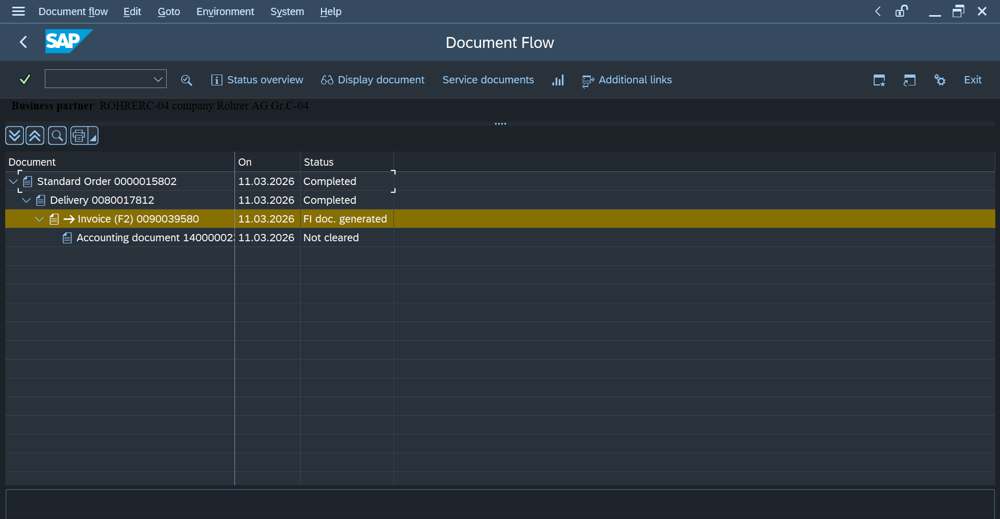 Document flow Edit Goto Environment System Help
SAP Document Flow
Status overview Display document Service documents Additional links Exit
Business partner ROHRERC-04 company Rohrer AG Gr.C-04
Document On Status
Standard Order 0000015802 11.03.2026 Completed
Delivery 0080017812 11.03.2026 Completed
Invoice (F2) 0090039580 11.03.2026 FI doc. generated
Accounting document 14000002 11.03.2026 Not cleared